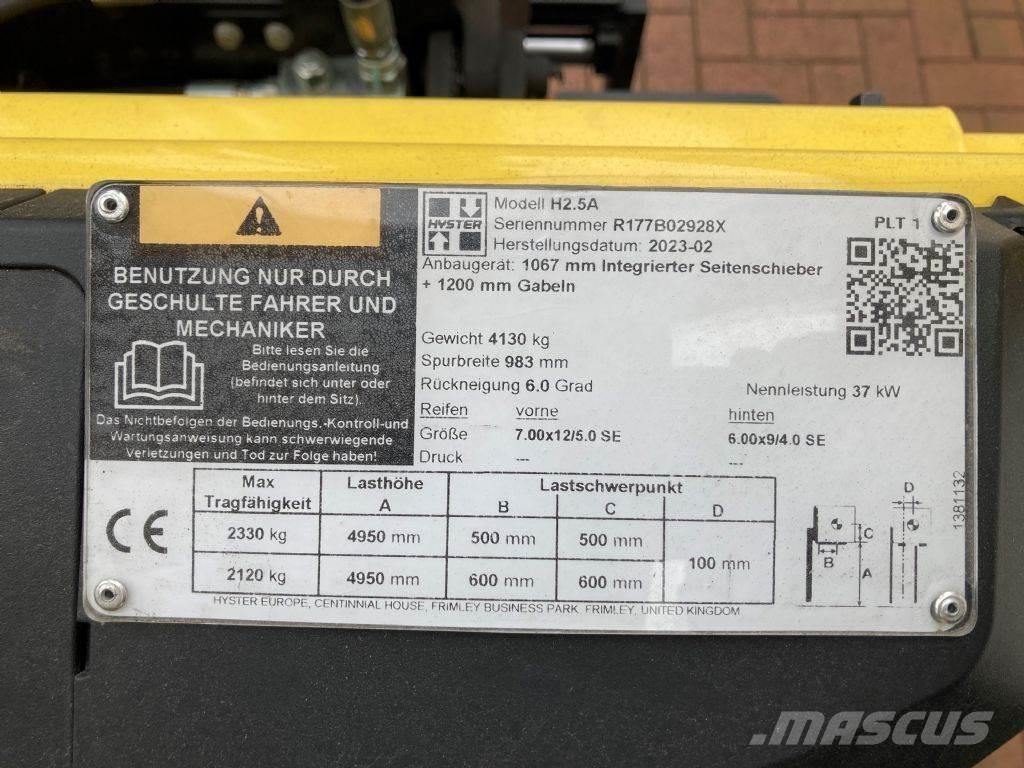 BENUTZUNG NUR DURCH
GESCHULTE FAHRER UND
MECHANIKER
Bitte lesen Sie die
Bedienungsanleitung
(befindet sich unter oder
hinter dem Sitz).
Das Nichtbefolgen der Bedienungs,-Kontroll-und
Wartungsanweisung kann schwerwiegende
Verletzungen und Tod zur Folge haben!
HYSTER
Modell H2.5A
Seriennummer R177B02928X
Herstellungsdatum: 2023-02
PLT 1
Anbaugerät: 1067 mm Integrierter Seitenschieber
+ 1200 mm Gabeln
Gewicht 4130 kg
Spurbreite 983 mm
Rückneigung 6.0 Grad
Nennleistung 37 kW
Reifen vorne hinten
Größe 7.00x12/5.0 SE 6.00x9/4.0 SE
Druck --- ---
Max Tragfähigkeit Lasthöhe Lastschwerpunkt
A B C D
2330 kg 4950 mm 500 mm 500 mm 100 mm
2120 kg 4950 mm 600 mm 600 mm
CE
D
C
B
A
1381132
HYSTER EUROPE, CENTINNIAL HOUSE, FRIMLEY BUSINESS PARK, FRIMLEY, UNITED KINGDOM
MASCUS